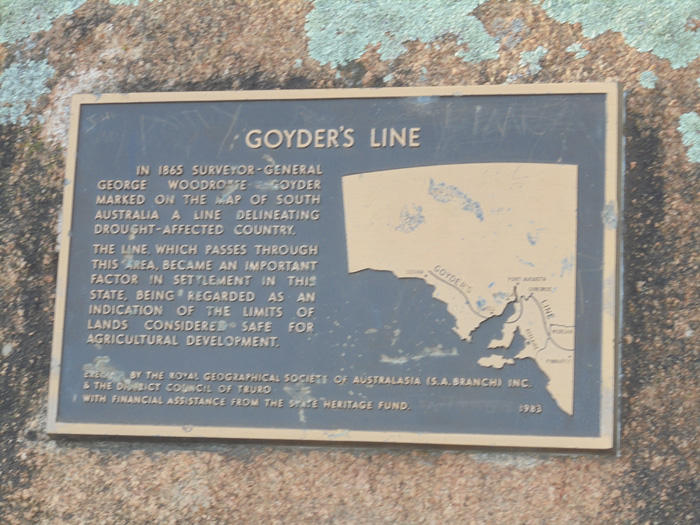 GOYDER'S LINE
IN 1865 SURVEYOR-GENERAL
GEORGE WOODROFFE GOYDER
MARKED ON THE MAP OF SOUTH
AUSTRALIA A LINE DELINEATING
DROUGHT-AFFECTED COUNTRY.
THE LINE, WHICH PASSES THROUGH
THIS AREA, BECAME AN IMPORTANT
FACTOR IN SETTLEMENT IN THIS
STATE, BEING REGARDED AS AN
INDICATION OF THE LIMITS OF
LANDS CONSIDERED SAFE FOR
AGRICULTURAL DEVELOPMENT.
GOYDER'S
LINE
PORT AUGUSTA
ERECTED BY THE ROYAL GEOGRAPHICAL SOCIETY OF AUSTRALASIA (S.A. BRANCH) INC.
& THE DISTRICT COUNCIL OF TRURO
WITH FINANCIAL ASSISTANCE FROM THE STATE HERITAGE FUND.
1983